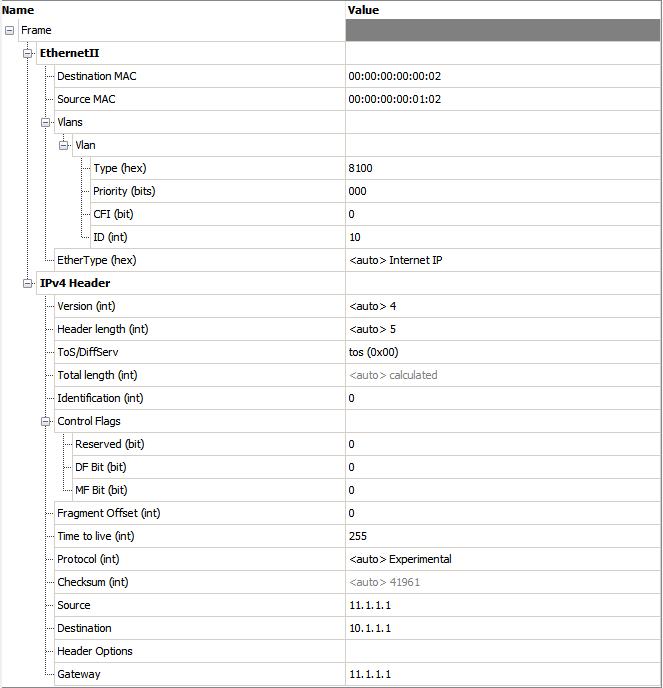 Name Value
Frame
EthernetII
Destination MAC 00:00:00:00:00:02
Source MAC 00:00:00:00:01:02
Vlans
Vlan
Type (hex) 8100
Priority (bits) 000
CFI (bit) 0
ID (int) 10
EtherType (hex) <auto> Internet IP
IPv4 Header
Version (int) <auto> 4
Header length (int) <auto> 5
ToS/DiffServ tos (0x00)
Total length (int) <auto> calculated
Identification (int) 0
Control Flags
Reserved (bit) 0
DF Bit (bit) 0
MF Bit (bit) 0
Fragment Offset (int) 0
Time to live (int) 255
Protocol (int) <auto> Experimental
Checksum (int) <auto> 41961
Source 11.1.1.1
Destination 10.1.1.1
Header Options
Gateway 11.1.1.1